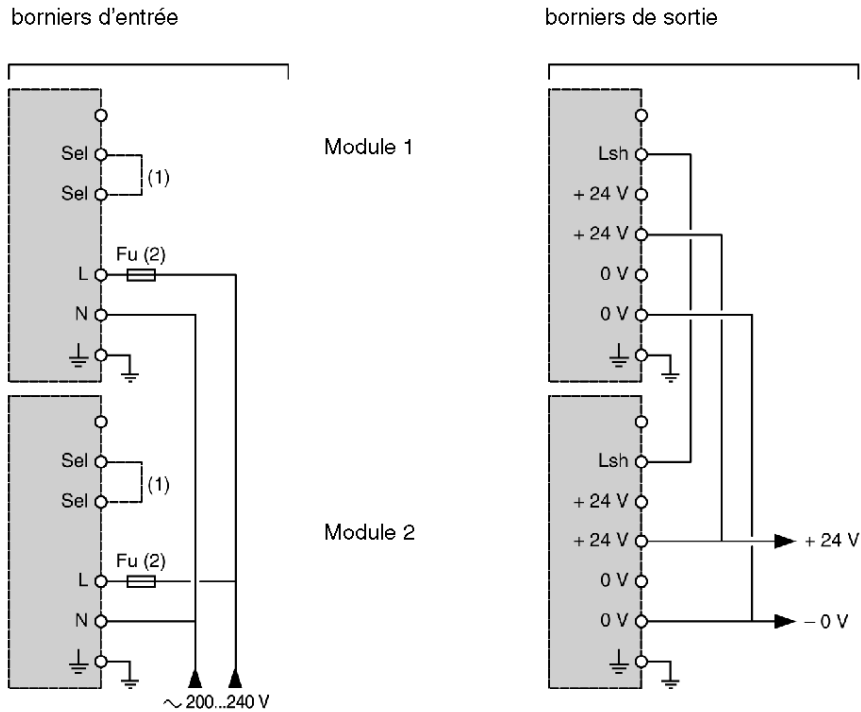 borniers d'entrée
borniers de sortie
Module 1
Sel
Sel
(1)
Fu (2)
L
N
Lsh
+ 24 V
+ 24 V
0 V
0 V
Module 2
Sel
Sel
(1)
Fu (2)
L
N
~ 200...240 V
Lsh
+ 24 V
+ 24 V
0 V
0 V
+ 24 V
– 0 V